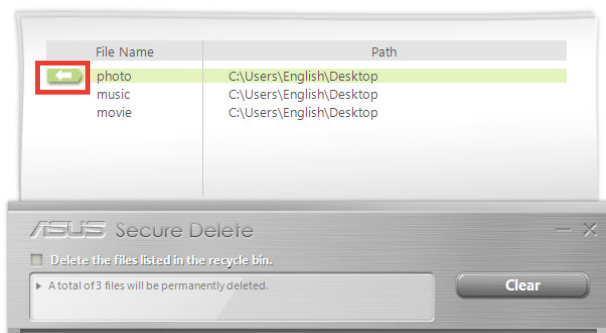 File Name Path
photo C:\Users\English\Desktop
music C:\Users\English\Desktop
movie C:\Users\English\Desktop
ASUS Secure Delete
Delete the files listed in the recycle bin.
A total of 3 files will be permanently deleted.
Clear